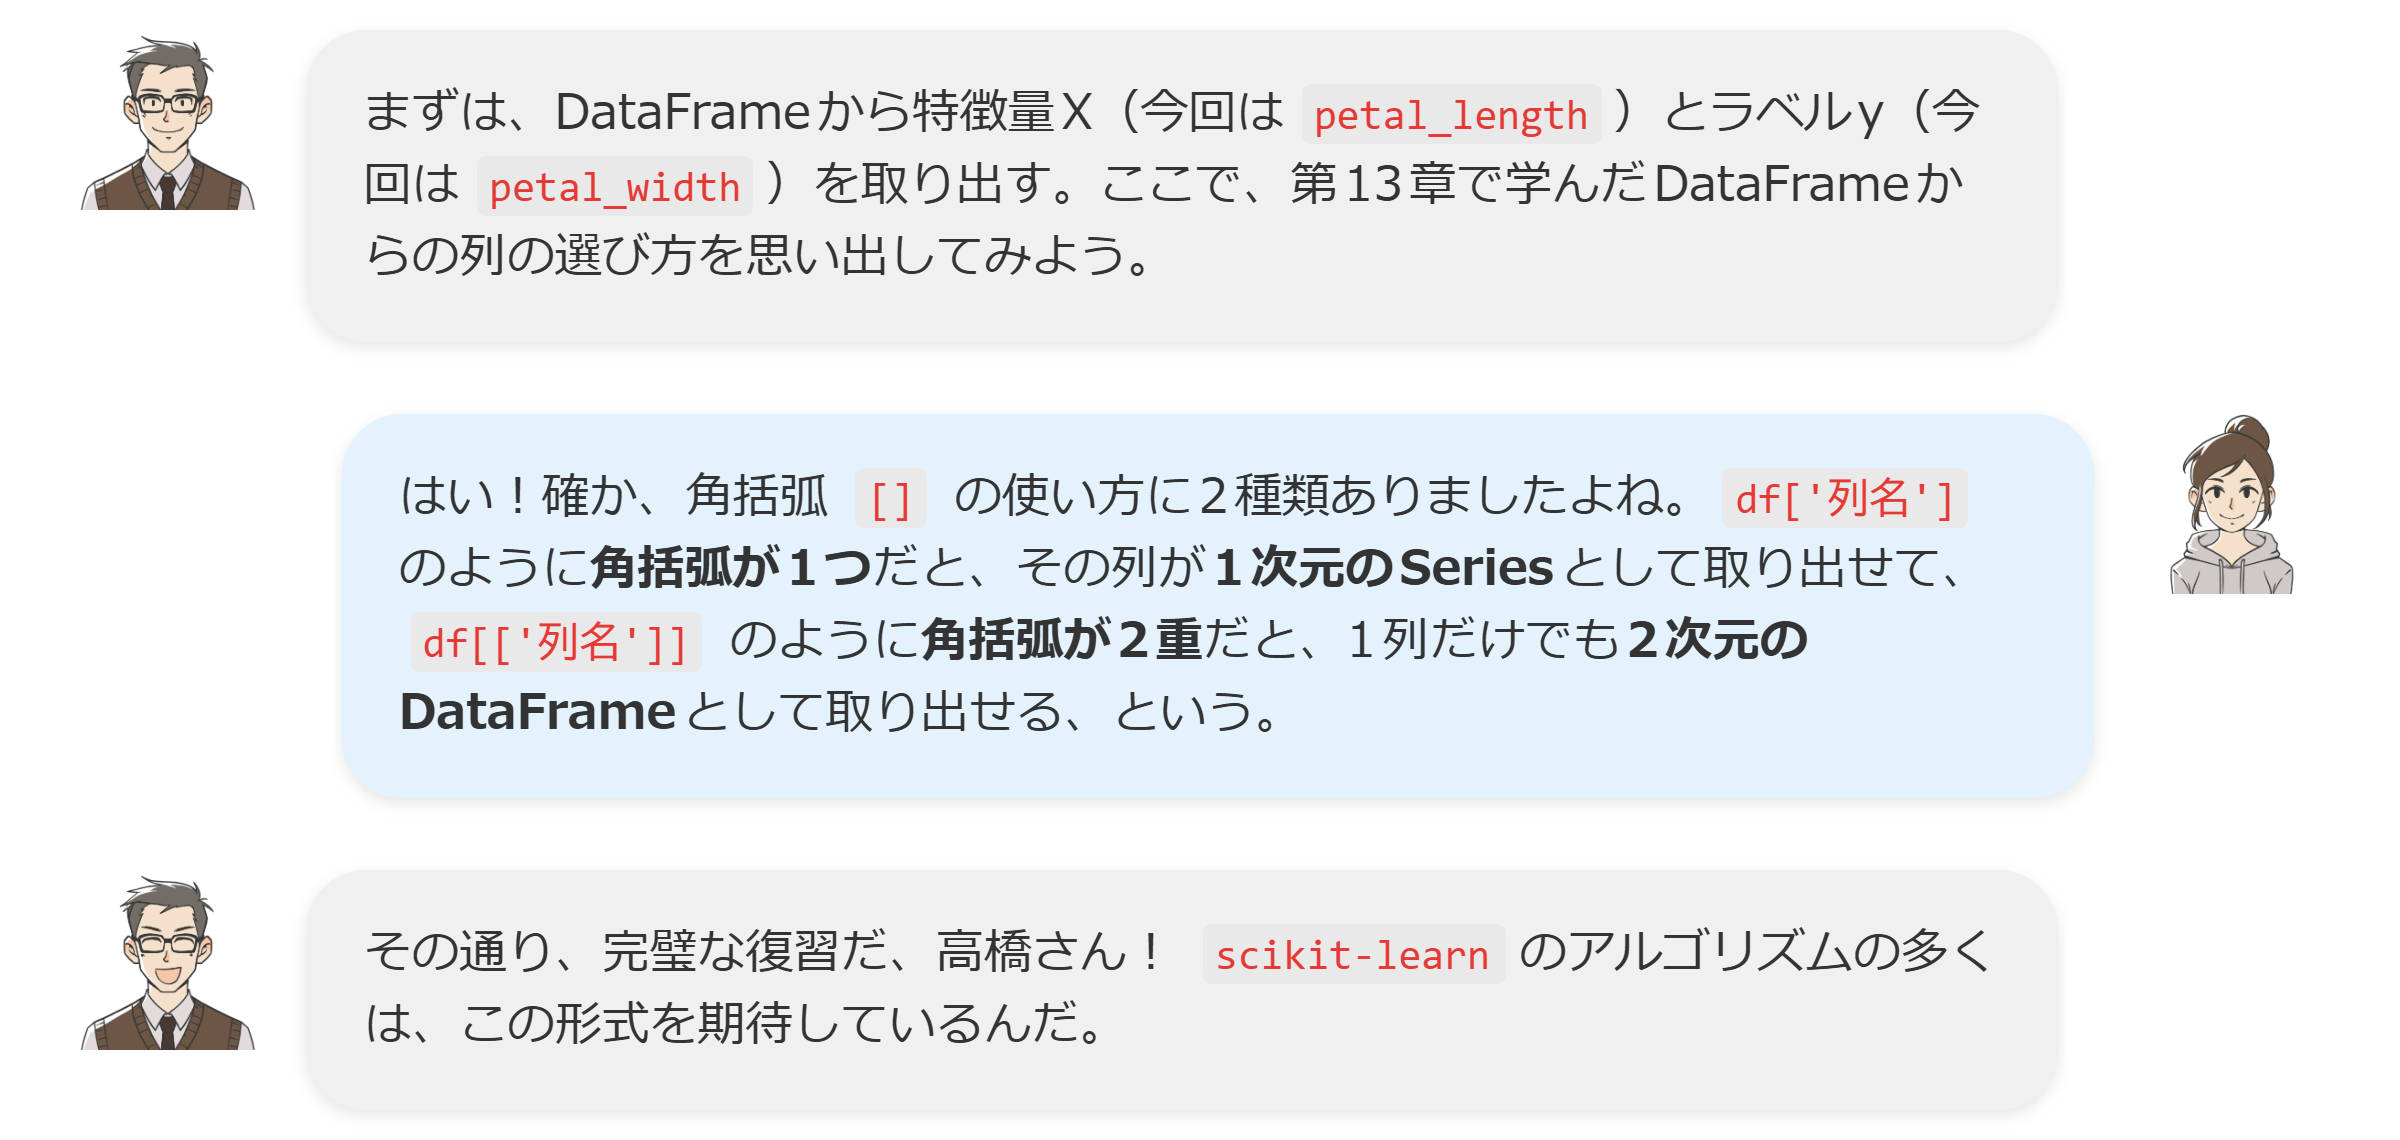 まずは、DataFrameから特徴量X（今回は petal_length ）とラベルy（今
回は petal_width ）を取り出す。ここで、第13章で学んだDataFrameか
らの列の選び方を思い出してみよう。
はい！確か、角括弧 [] の使い方に２種類ありましたよね。 df['列名']
のように角括弧が１つだと、その列が１次元のSeriesとして取り出せて、
df[['列名']] のように角括弧が２重だと、１列だけでも２次元の
DataFrameとして取り出せる、という。
その通り、完璧な復習だ、高橋さん！ scikit-learn のアルゴリズムの多く
は、この形式を期待しているんだ。